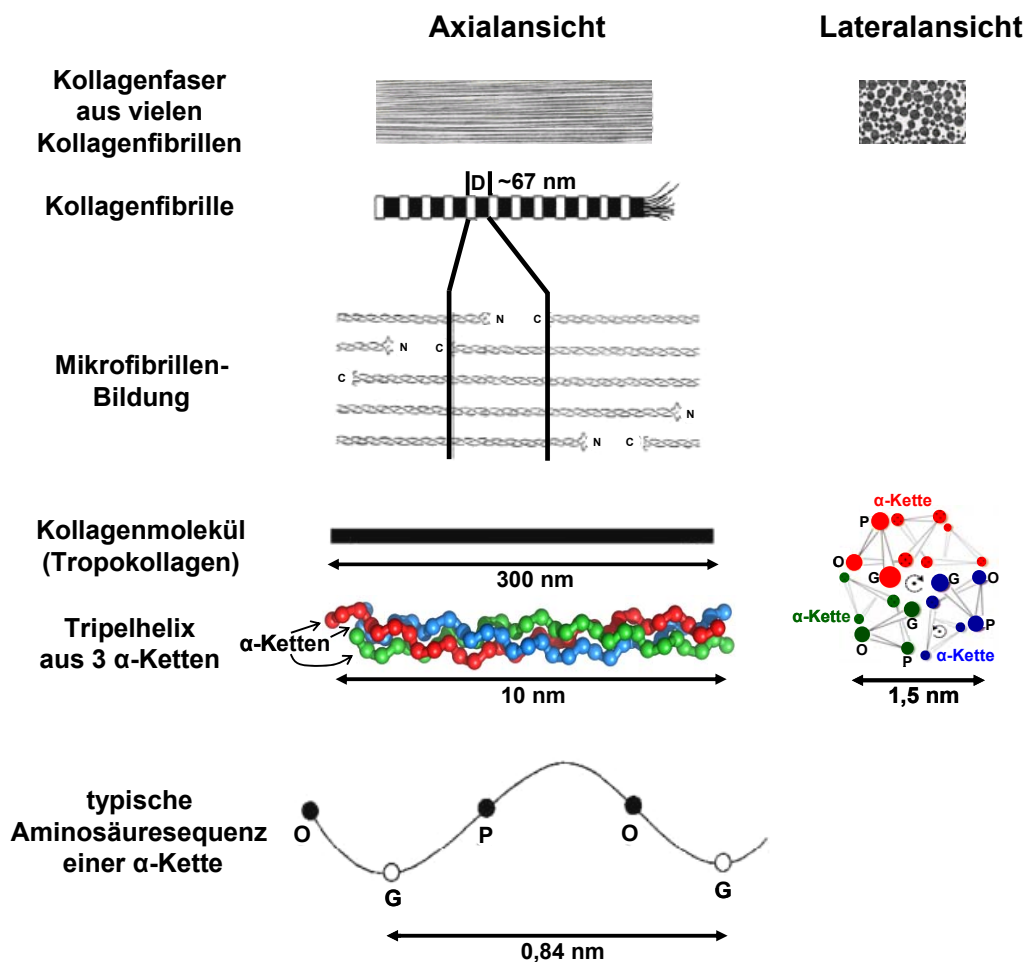 Axialansicht
Lateralansicht
Kollagenfaser
aus vielen
Kollagenfibrillen
D ~67 nm
Kollagenfibrille
N C
N C
Mikrofibrillen-
Bildung
C
N
N C
Kollagenmolekül
(Tropokollagen)
300 nm
α-Kette
P
O
G G O
α-Kette
G P
O
P
α-Kette
1,5 nm
Tripelhelix
aus 3 α-Ketten
α-Ketten
10 nm
typische
Aminosäuresequenz
einer α-Kette
O P O
G G
0,84 nm